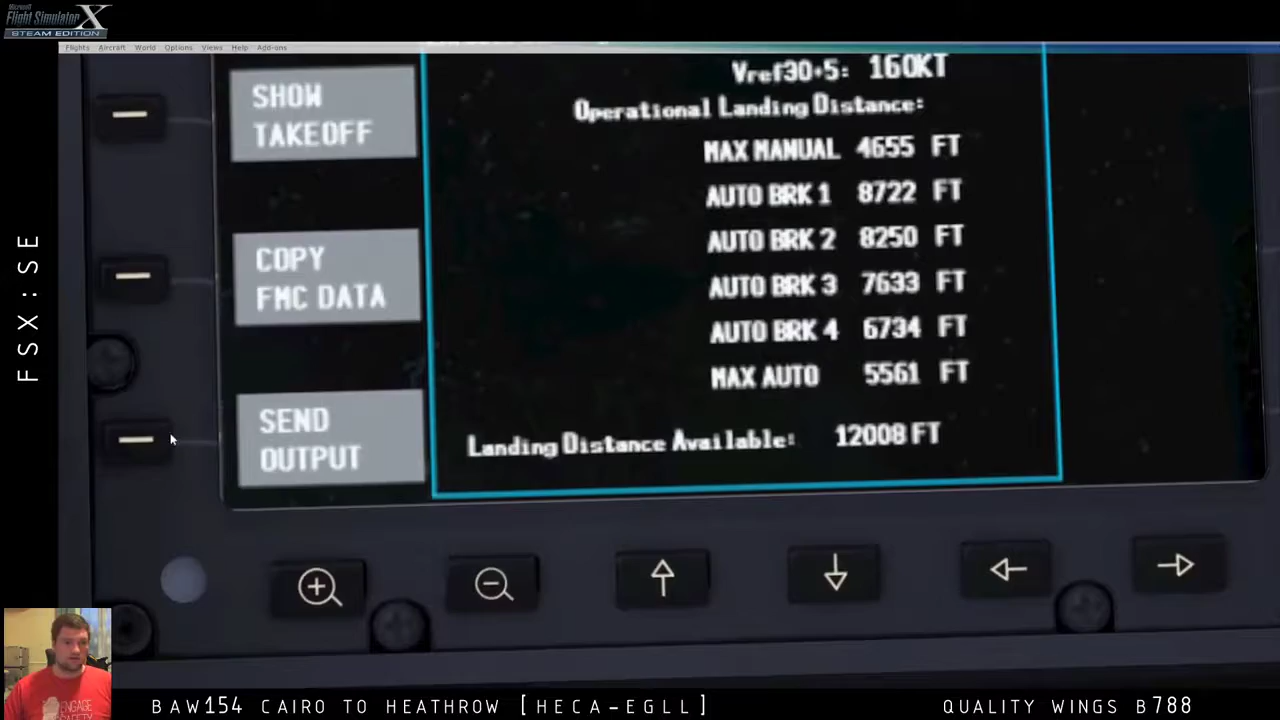 Microsoft
Flight Simulator X
STEAM EDITION
Flights Aircraft World Options Views Help Add-ons
FSX:SE
SHOW
TAKEOFF
COPY
FMC DATA
SEND
OUTPUT
Vref30+5: 160KT
Operational Landing Distance:
MAX MANUAL 4655 FT
AUTO BRK 1 8722 FT
AUTO BRK 2 8250 FT
AUTO BRK 3 7633 FT
AUTO BRK 4 6734 FT
MAX AUTO 5561 FT
Landing Distance Available: 12008 FT
ENGAGE
BAW154 CAIRO TO HEATHROW [HECA-EGLL]
QUALITY WINGS B788